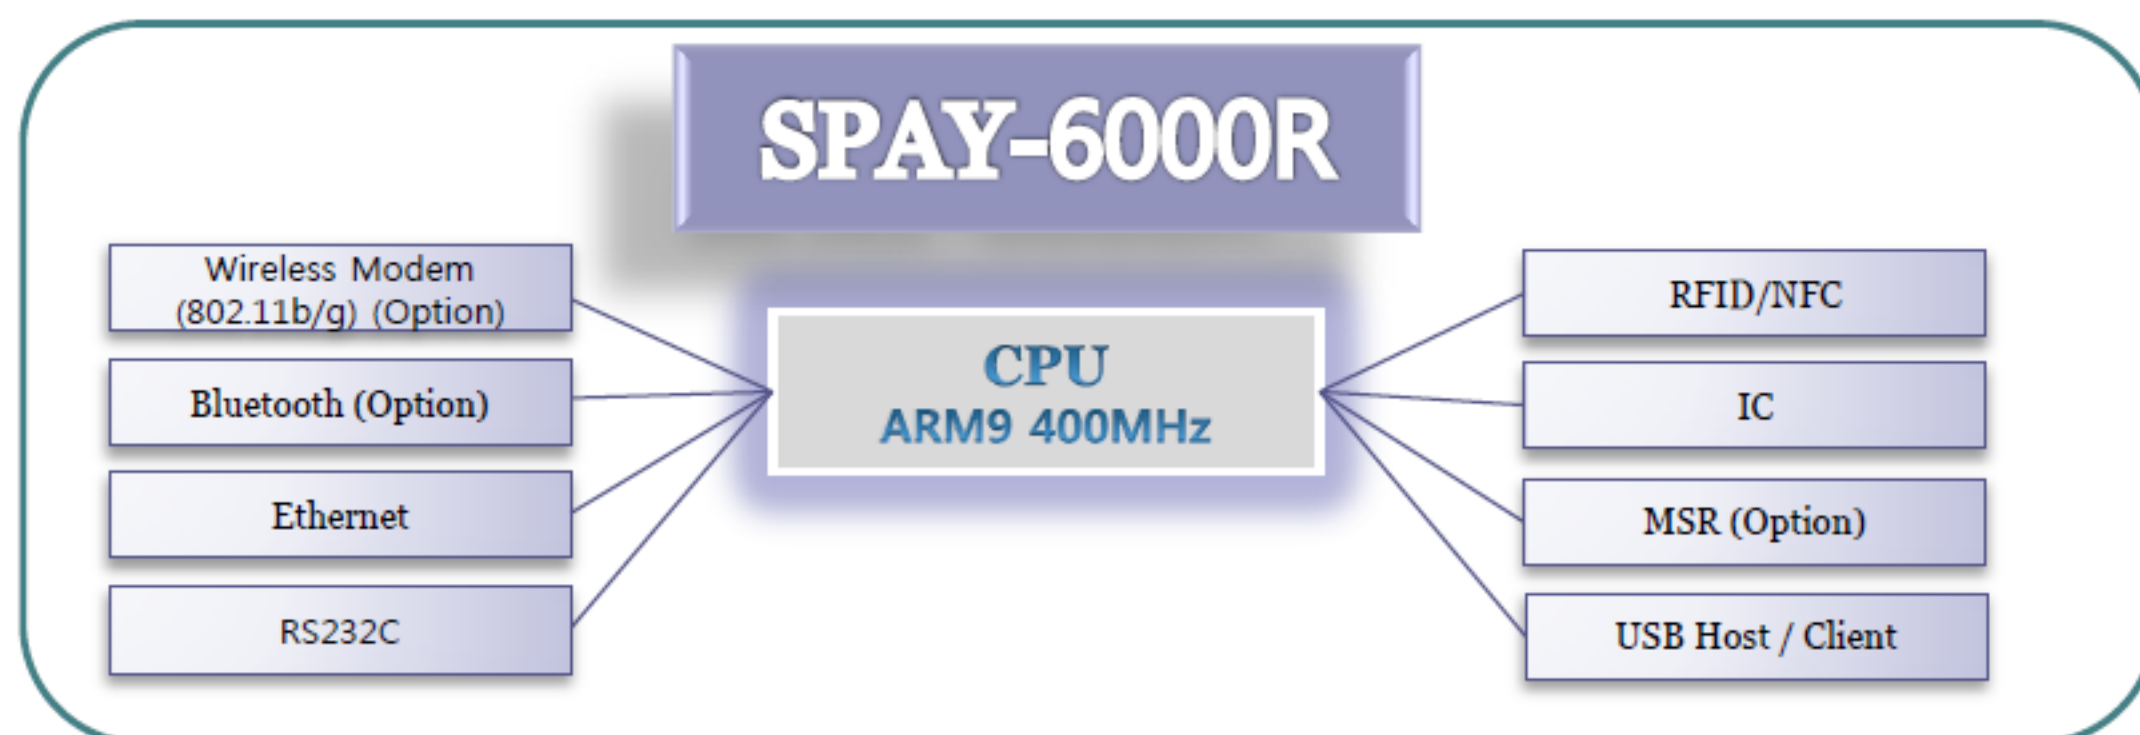 SPAY-6000R
Wireless Modem
(802.11b/g) (Option)
Bluetooth (Option)
Ethernet
RS232C
CPU
ARM9 400MHz
RFID/NFC
IC
MSR (Option)
USB Host / Client